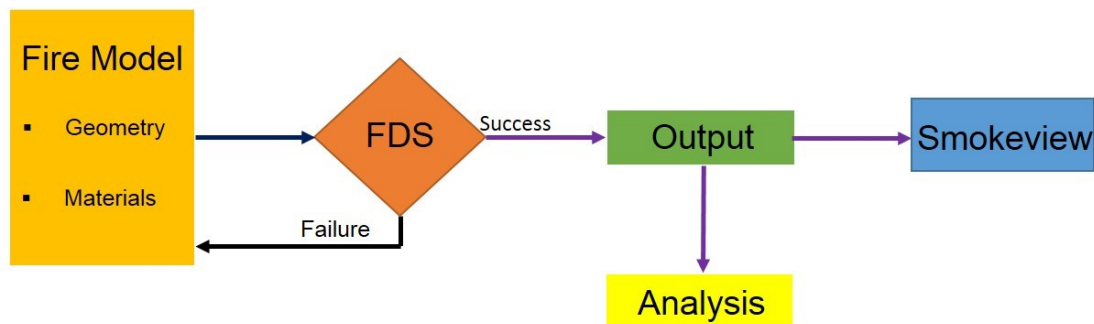 Fire Model
▪ Geometry
▪ Materials
FDS
Success
Failure
Output
Smokeview
Analysis